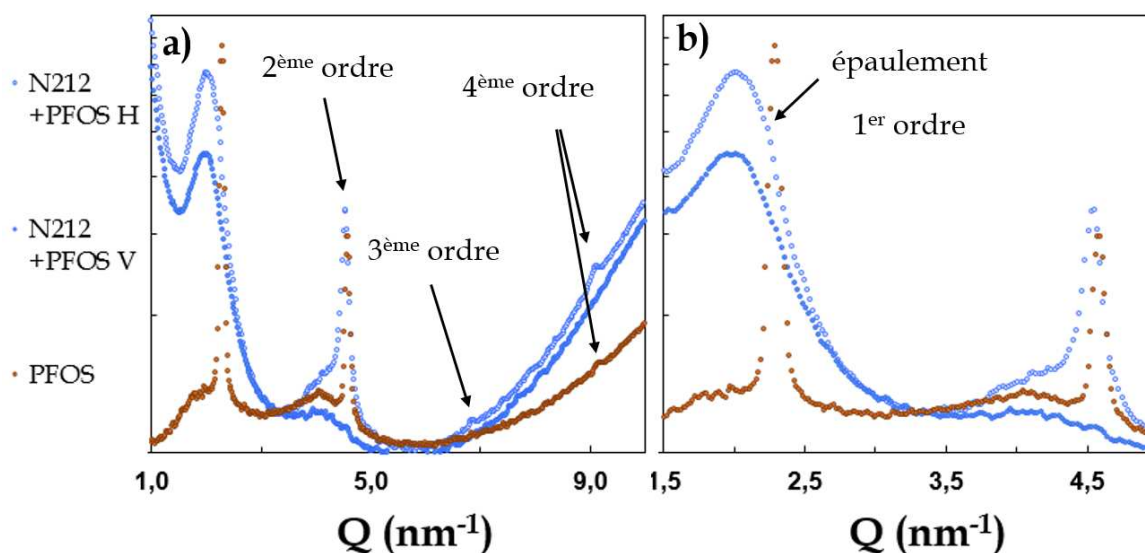 a)
b)
N212
+PFOS H
N212
+PFOS V
PFOS
2ème ordre
4ème ordre
3ème ordre
épaulement
1er ordre
1,0
5,0
9,0
1,5
2,5
3,5
4,5
Q (nm-1)
Q (nm-1)